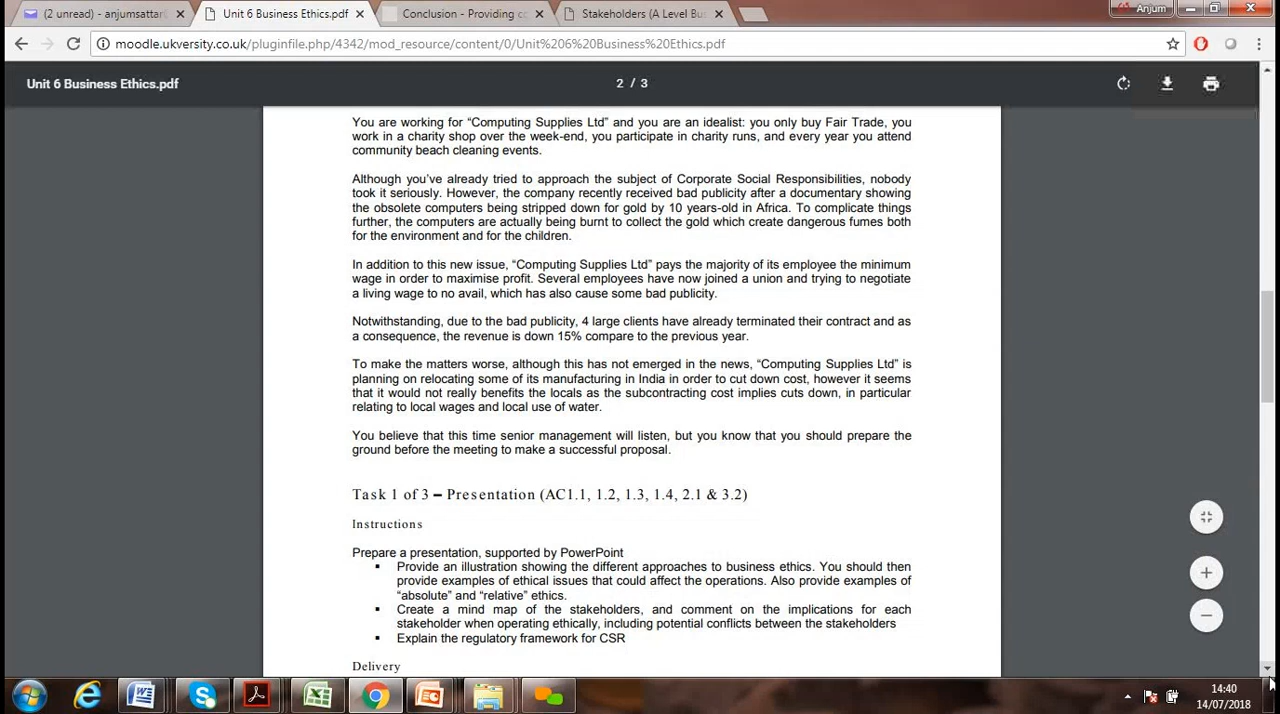 (2 unread) - anjumsattar
Unit 6 Business Ethics.pdf
Conclusion - Providing co
Stakeholders (A Level Bus
Anjum
moodle.ukversity.co.uk/pluginfile.php/4342/mod_resource/content/0/Unit%206%20Business%20Ethics.pdf
Unit 6 Business Ethics.pdf
2 / 3
You are working for “Computing Supplies Ltd” and you are an idealist: you only buy Fair Trade, you
work in a charity shop over the week-end, you participate in charity runs, and every year you attend
community beach cleaning events.
Although you’ve already tried to approach the subject of Corporate Social Responsibilities, nobody
took it seriously. However, the company recently received bad publicity after a documentary showing
the obsolete computers being stripped down for gold by 10 years-old in Africa. To complicate things
further, the computers are actually being burnt to collect the gold which create dangerous fumes both
for the environment and for the children.
In addition to this new issue, “Computing Supplies Ltd” pays the majority of its employee the minimum
wage in order to maximise profit. Several employees have now joined a union and trying to negotiate
a living wage to no avail, which has also cause some bad publicity.
Notwithstanding, due to the bad publicity, 4 large clients have already terminated their contract and as
a consequence, the revenue is down 15% compare to the previous year.
To make the matters worse, although this has not emerged in the news, “Computing Supplies Ltd” is
planning on relocating some of its manufacturing in India in order to cut down cost, however it seems
that it would not really benefits the locals as the subcontracting cost implies cuts down, in particular
relating to local wages and local use of water.
You believe that this time senior management will listen, but you know that you should prepare the
ground before the meeting to make a successful proposal.
Task 1 of 3 – Presentation (AC1.1, 1.2, 1.3, 1.4, 2.1 & 3.2)
Instructions
Prepare a presentation, supported by PowerPoint
▪ Provide an illustration showing the different approaches to business ethics. You should then
provide examples of ethical issues that could affect the operations. Also provide examples of
“absolute” and “relative” ethics.
▪ Create a mind map of the stakeholders, and comment on the implications for each
stakeholder when operating ethically, including potential conflicts between the stakeholders
▪ Explain the regulatory framework for CSR
Delivery
14:40
14/07/2018